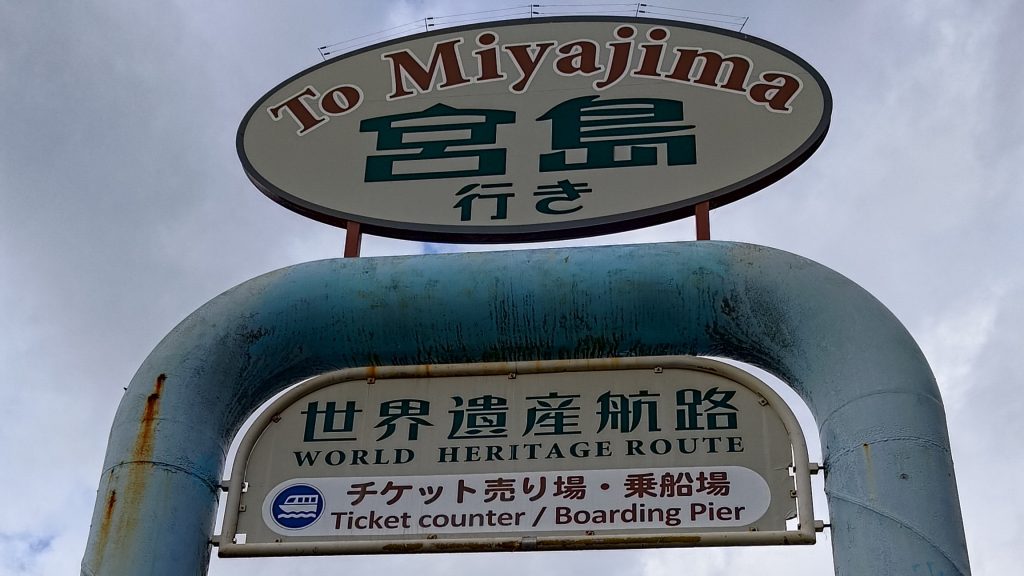 To Miyajima
宮島
行き
世界遺産航路
WORLD HERITAGE ROUTE
チケット売り場・乗船場
Ticket counter / Boarding Pier